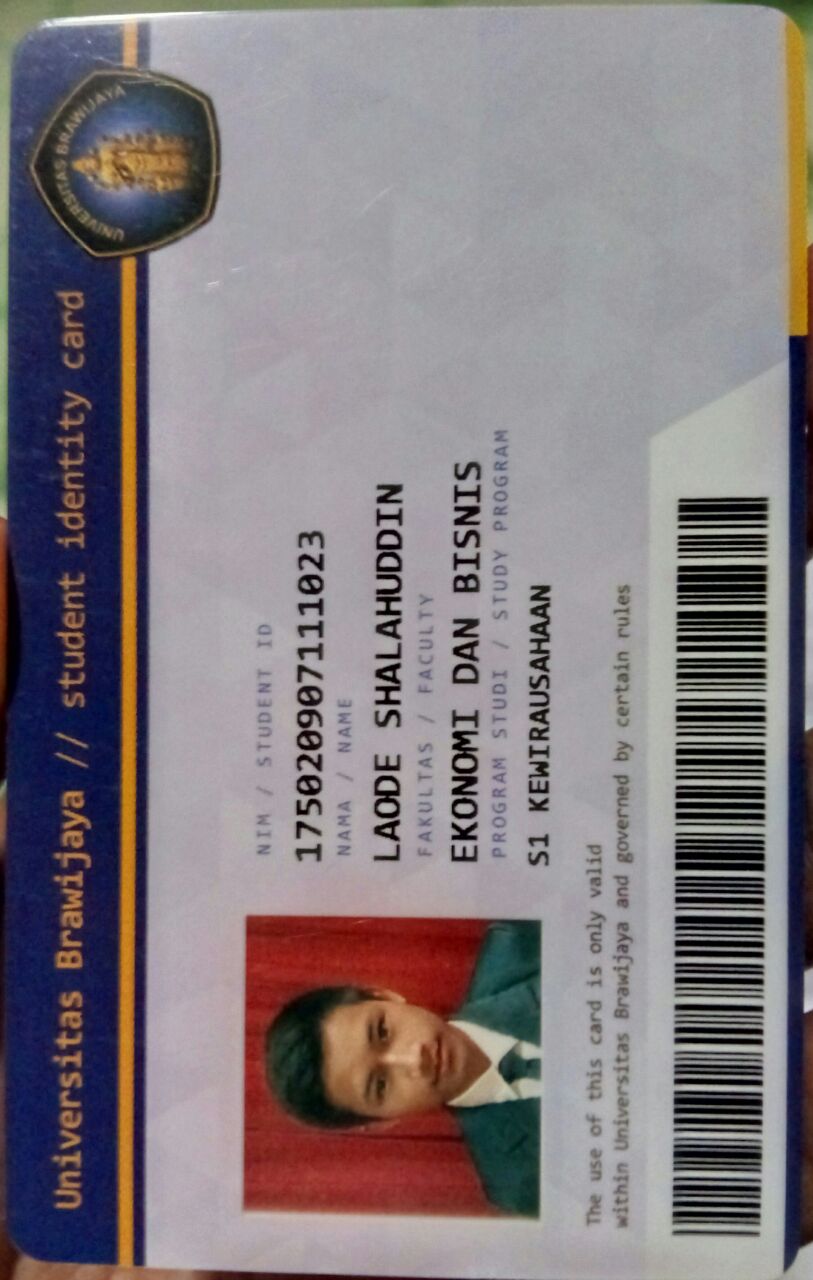 Universitas Brawijaya // student identity card
UNIVERSITAS BRAWIJAYA
NIM / STUDENT ID
175020907111023
NAMA / NAME
LAODE SHALAHUDDIN
FAKULTAS / FACULTY
EKONOMI DAN BISNIS
PROGRAM STUDI / STUDY PROGRAM
S1 KEWIRAUSAHAAN
The use of this card is only valid
within Universitas Brawijaya and governed by certain rules